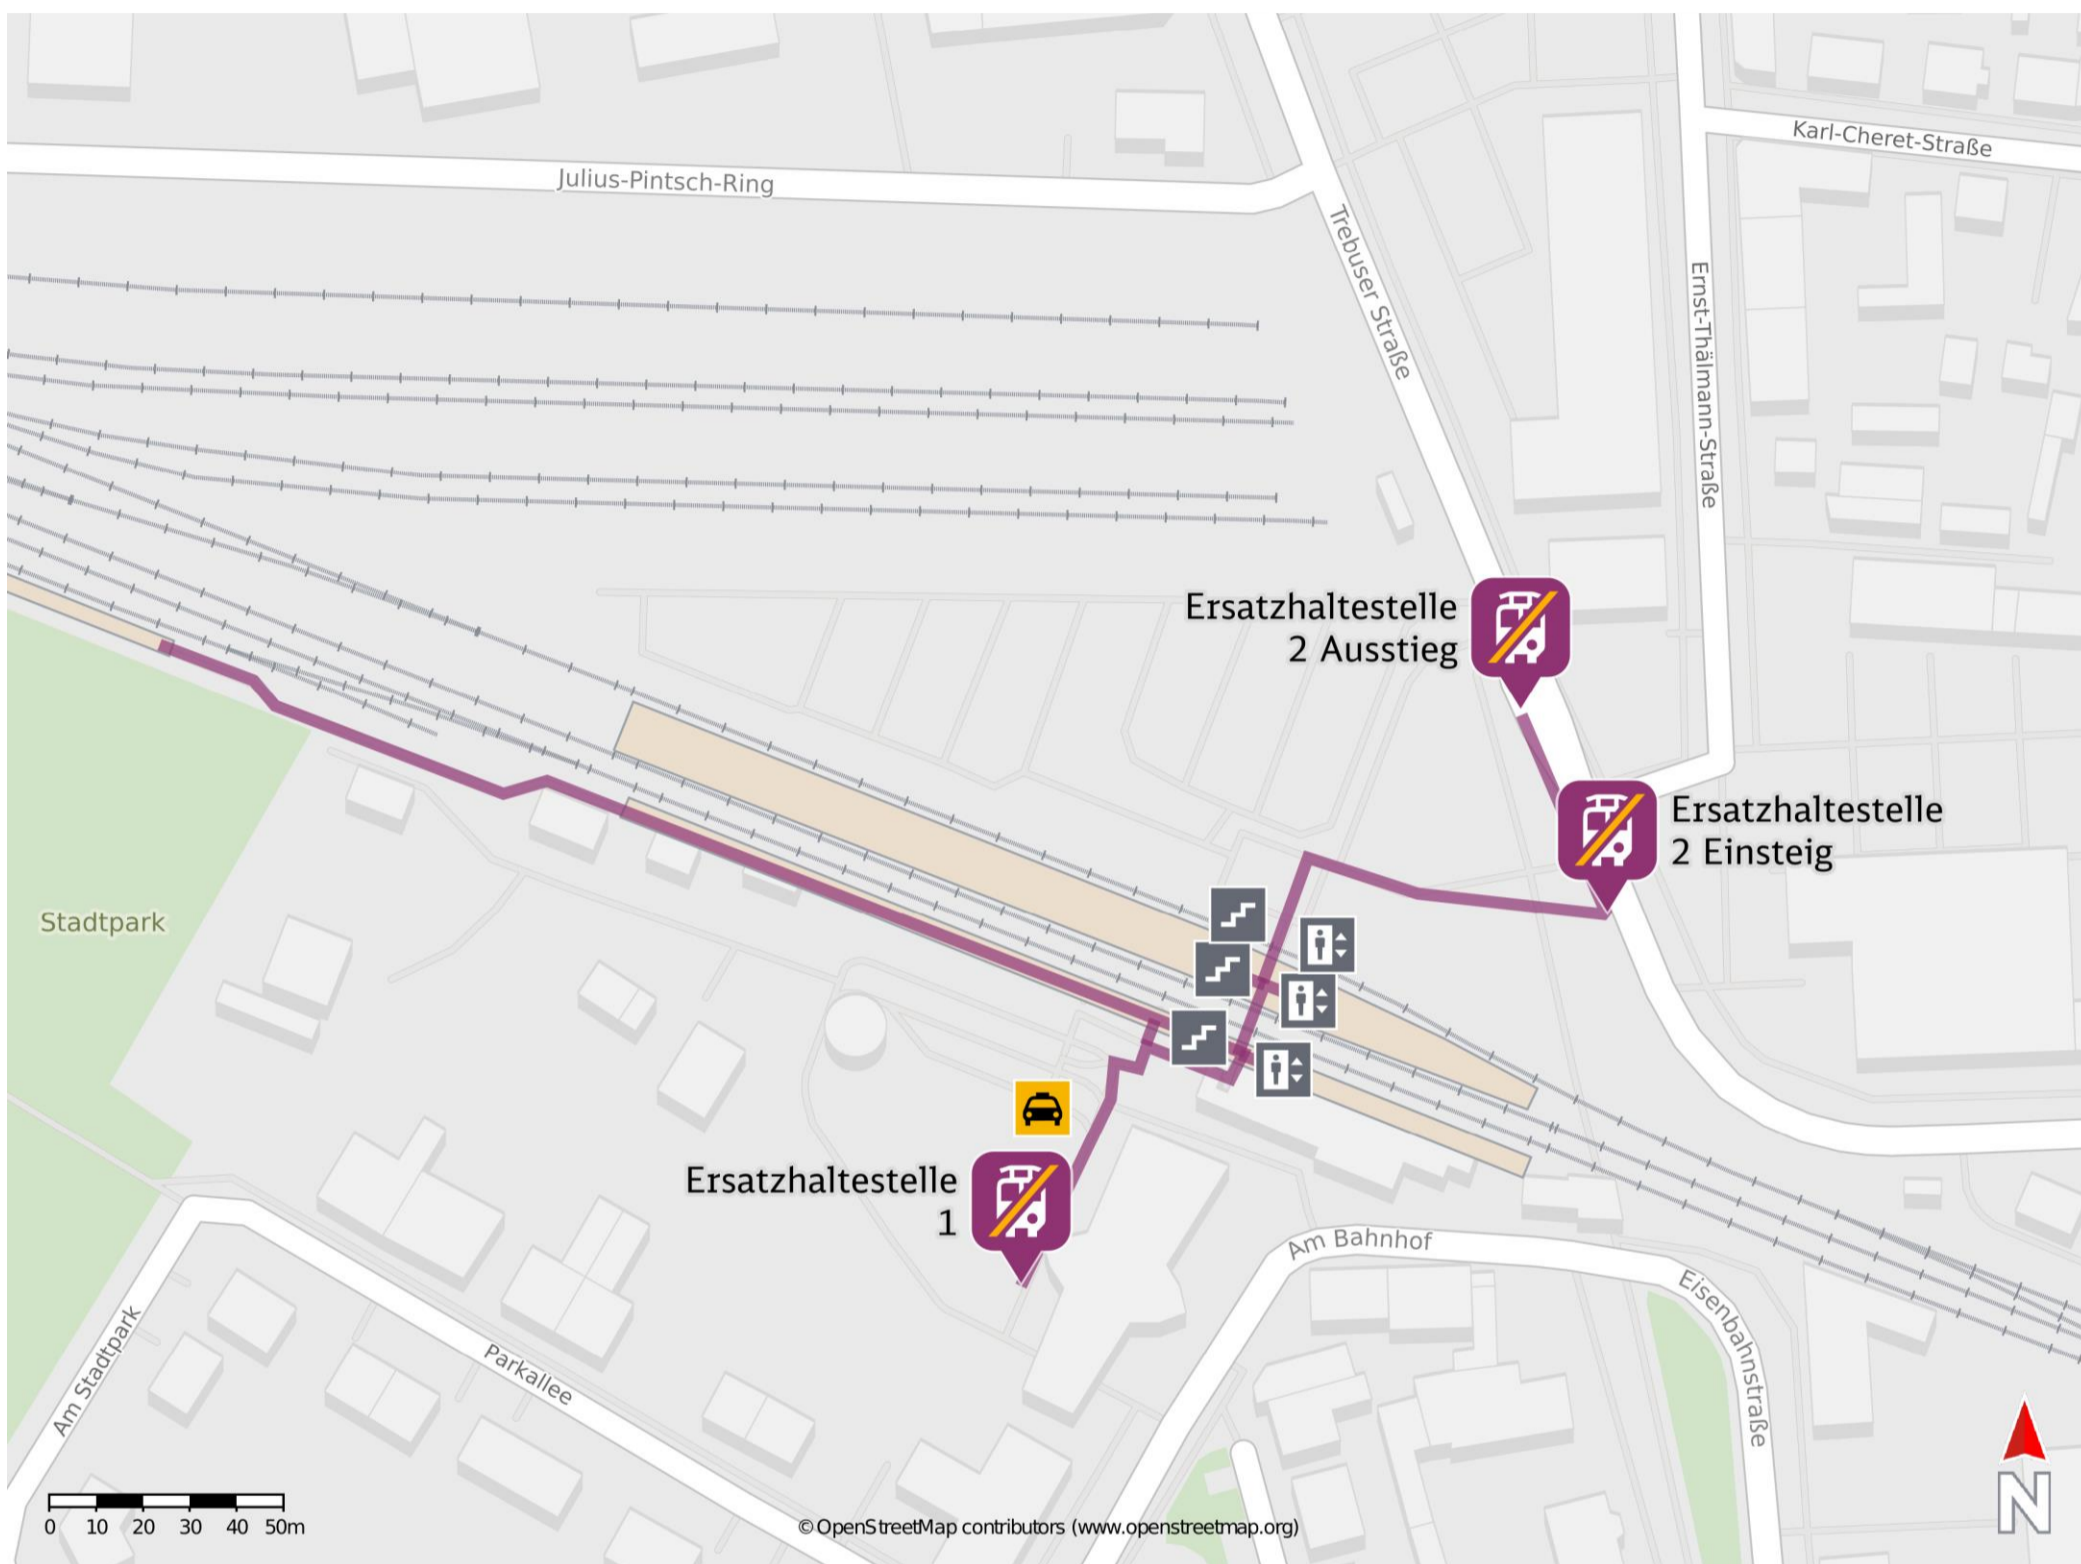 Karl-Cheret-Straße
Julius-Pintsch-Ring
Trebuser Straße
Ernst-Thälmann-Straße
Ersatzhaltestelle
2 Ausstieg
Ersatzhaltestelle
2 Einsteig
Stadtpark
Ersatzhaltestelle
1
Am Bahnhof
Eisenbahnstraße
Am Stadtpark
Parkallee
0 10 20 30 40 50m
© OpenStreetMap contributors (www.openstreetmap.org)
N